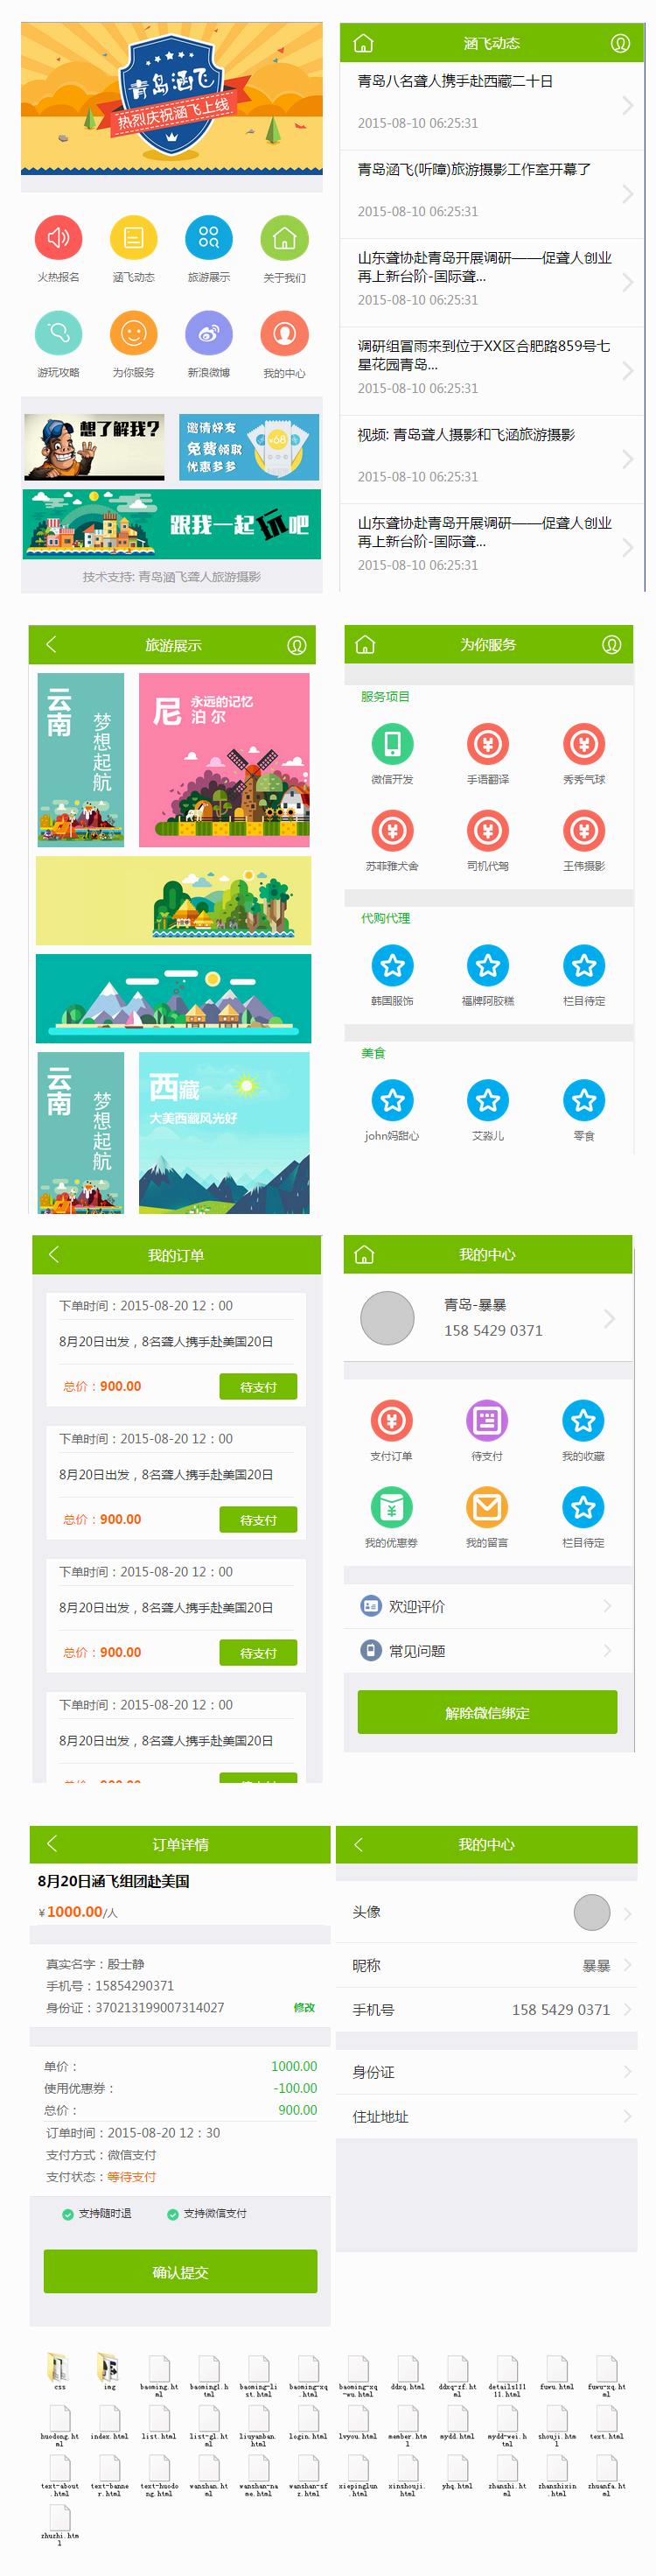 青岛涵飞
热烈庆祝涵飞上线
火热报名
涵飞动态
旅游展示
关于我们
游玩攻略
为你服务
新浪微博
我的中心
想了解我?
邀请好友
免费领取
优惠多多
¥68
跟我一起玩吧
技术支持: 青岛涵飞聋人旅游摄影
涵飞动态
青岛八名聋人携手赴西藏二十日
2015-08-10 06:25:31
青岛涵飞(听障)旅游摄影工作室开幕了
2015-08-10 06:25:31
山东聋协赴青岛开展调研——促聋人创业
再上新台阶-国际聋...
2015-08-10 06:25:31
调研组冒雨来到位于XX区合肥路859号七
星花园青岛...
2015-08-10 06:25:31
视频: 青岛聋人摄影和飞涵旅游摄影
2015-08-10 06:25:31
山东聋协赴青岛开展调研——促聋人创业
再上新台阶-国际聋...
2015-08-10 06:25:31
旅游展示
云南
梦想起航
尼泊尔
永远的记忆
云南
梦想起航
西藏
大美西藏风光好
为你服务
服务项目
微信开发
手语翻译
秀秀气球
苏菲雅犬舍
司机代驾
王伟摄影
代购代理
韩国服饰
福牌阿胶糕
栏目待定
美食
john妈甜心
艾淼儿
零食
我的订单
下单时间：2015-08-20 12：00
8月20日出发，8名聋人携手赴美国20日
总价：900.00
待支付
下单时间：2015-08-20 12：00
8月20日出发，8名聋人携手赴美国20日
总价：900.00
待支付
下单时间：2015-08-20 12：00
8月20日出发，8名聋人携手赴美国20日
总价：900.00
待支付
下单时间：2015-08-20 12：00
8月20日出发，8名聋人携手赴美国20日
总价：900.00
待支付
我的中心
青岛-暴暴
158 5429 0371
支付订单
待支付
我的收藏
我的优惠券
我的留言
栏目待定
欢迎评价
常见问题
解除微信绑定
订单详情
8月20日涵飞组团赴美国
¥1000.00/人
真实名字：殷士静
手机号：15854290371
身份证：370213199007314027
修改
单价： 1000.00
使用优惠券： -100.00
总价： 900.00
订单时间：2015-08-20 12：30
支付方式：微信支付
支付状态：等待支付
支持随时退
支持微信支付
确认提交
我的中心
头像
昵称 暴暴
手机号 158 5429 0371
身份证
住址地址
css
img
baoming.html
baoming1.html
baoming-list.html
baoming-xq.html
baoming-xq-wu.html
ddxq.html
ddxq-zf.html
details11111.html
fuwu.html
fuwu-xq.html
huodong.html
index.html
list.html
list-gl.html
liuyanban.html
login.html
lvyou.html
member.html
mydd.html
mydd-wei.html
shouji.html
text.html
text-about.html
text-banner.html
text-huodong.html
wanshan.html
wanshan-name.html
wanshan-sfz.html
xiepinglun.html
xinshouji.html
yhq.html
zhanshi.html
zhanshixin.html
zhuanfa.html
zhuzhi.html